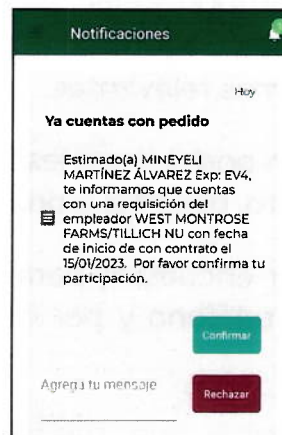 Notificaciones
Hoy
Ya cuentas con pedido
Estimado(a) MINEYELI
MARTÍNEZ ÁLVAREZ Exp: EV4,
te informamos que cuentas
con una requisición del
empleador WEST MONTROSE
FARMS/TILLICH NU con fecha
de inicio de con contrato el
15/01/2023. Por favor confirma tu
participación.
Confirmar
Agrega tu mensaje
Rechazar